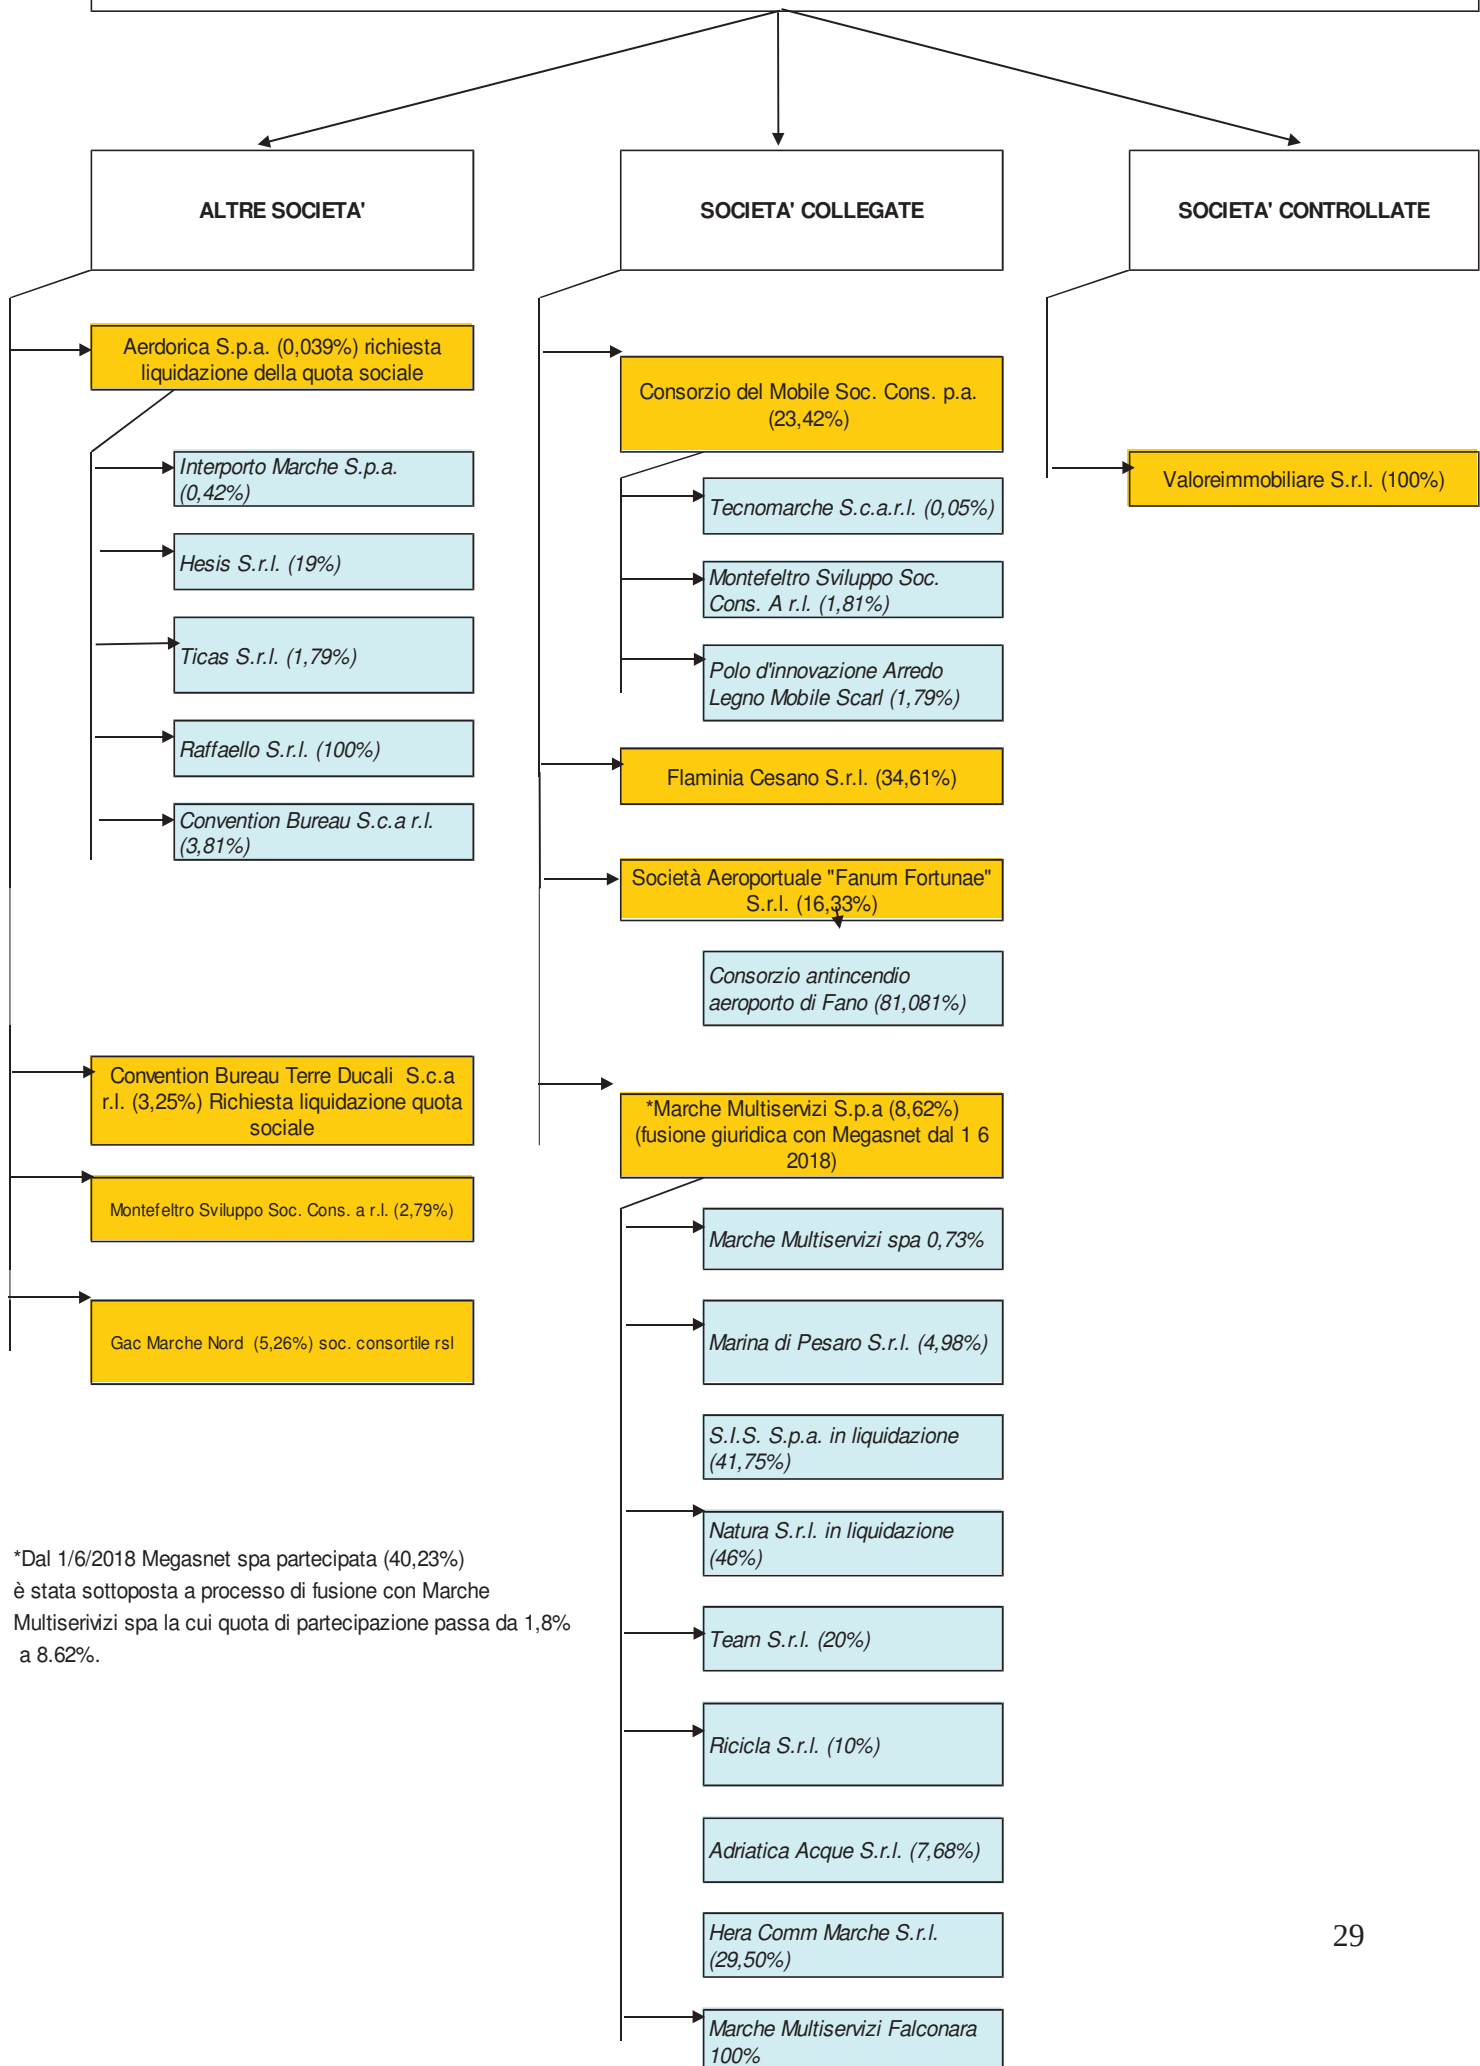 ALTRE SOCIETA'
SOCIETA' COLLEGATE
SOCIETA' CONTROLLATE
Aerdorica S.p.a. (0,039%) richiesta
liquidazione della quota sociale
Interporto Marche S.p.a.
(0,42%)
Hesis S.r.l. (19%)
Ticas S.r.l. (1,79%)
Raffaello S.r.l. (100%)
Convention Bureau S.c.a r.l.
(3,81%)
Convention Bureau Terre Ducali S.c.a
r.l. (3,25%) Richiesta liquidazione quota
sociale
Montefeltro Sviluppo Soc. Cons. a r.l. (2,79%)
Gac Marche Nord (5,26%) soc. consortile rsl
Consorzio del Mobile Soc. Cons. p.a.
(23,42%)
Tecnomarche S.c.a.r.l. (0,05%)
Montefeltro Sviluppo Soc.
Cons. A r.l. (1,81%)
Polo d'innovazione Arredo
Legno Mobile Scarl (1,79%)
Flaminia Cesano S.r.l. (34,61%)
Società Aeroportuale "Fanum Fortunae"
S.r.l. (16,33%)
Consorzio antincendio
aeroporto di Fano (81,081%)
*Marche Multiservizi S.p.a (8,62%)
(fusione giuridica con Megasnet dal 1 6
2018)
Marche Multiservizi spa 0,73%
Marina di Pesaro S.r.l. (4,98%)
S.I.S. S.p.a. in liquidazione
(41,75%)
Natura S.r.l. in liquidazione
(46%)
Team S.r.l. (20%)
Ricicla S.r.l. (10%)
Adriatica Acque S.r.l. (7,68%)
Hera Comm Marche S.r.l.
(29,50%)
Marche Multiservizi Falconara
100%
Valoreimmobiliare S.r.l. (100%)
*Dal 1/6/2018 Megasnet spa partecipata (40,23%)
è stata sottoposta a processo di fusione con Marche
Multiserivizi spa la cui quota di partecipazione passa da 1,8%
a 8.62%.
29